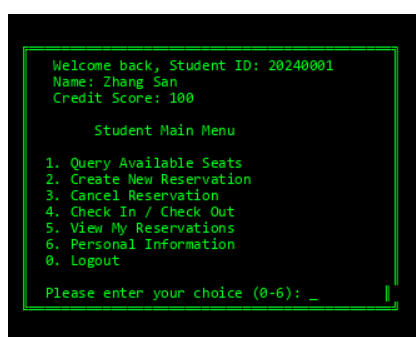 Welcome back, Student ID: 20240001
Name: Zhang San
Credit Score: 100
Student Main Menu
1. Query Available Seats
2. Create New Reservation
3. Cancel Reservation
4. Check In / Check Out
5. View My Reservations
6. Personal Information
0. Logout
Please enter your choice (0-6): _